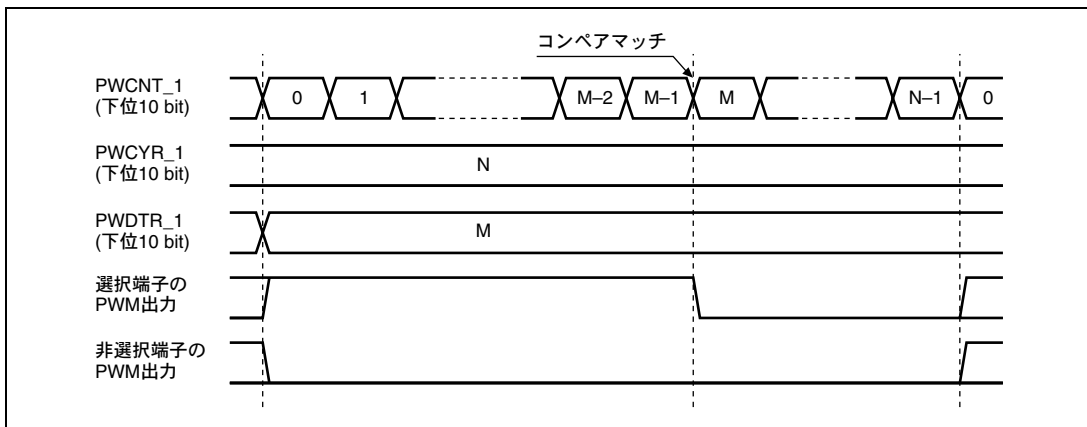 コンペアマッチ
PWCNT_1
(下位10 bit)
0 1 M–2 M–1 M N–1 0
PWCYR_1
(下位10 bit)
N
PWDTR_1
(下位10 bit)
M
選択端子の
PWM出力
非選択端子の
PWM出力